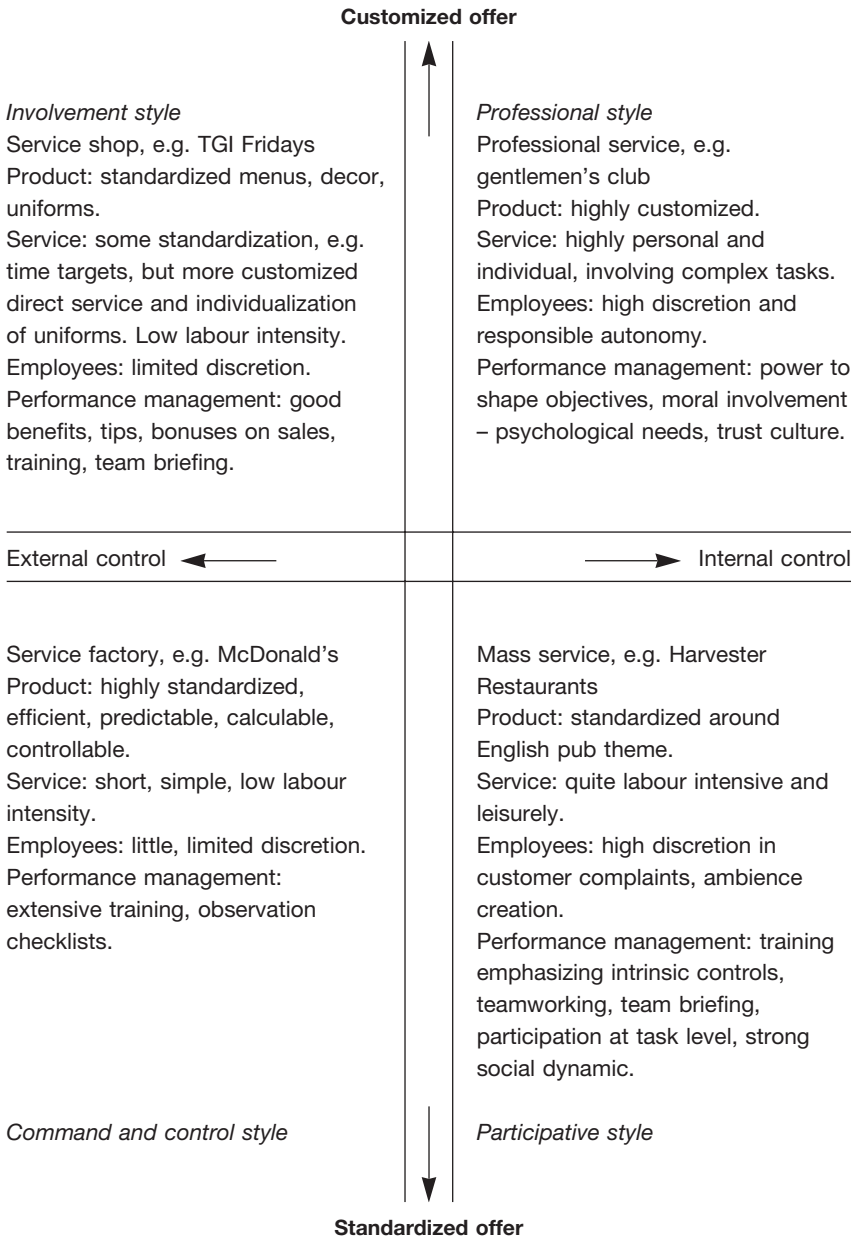 Customized offer
Involvement style
Service shop, e.g. TGI Fridays
Product: standardized menus, decor,
uniforms.
Service: some standardization, e.g.
time targets, but more customized
direct service and individualization
of uniforms. Low labour intensity.
Employees: limited discretion.
Performance management: good
benefits, tips, bonuses on sales,
training, team briefing.
Professional style
Professional service, e.g.
gentlemen's club
Product: highly customized.
Service: highly personal and
individual, involving complex tasks.
Employees: high discretion and
responsible autonomy.
Performance management: power to
shape objectives, moral involvement
– psychological needs, trust culture.
External control
Internal control
Service factory, e.g. McDonald's
Product: highly standardized,
efficient, predictable, calculable,
controllable.
Service: short, simple, low labour
intensity.
Employees: little, limited discretion.
Performance management:
extensive training, observation
checklists.
Command and control style
Mass service, e.g. Harvester
Restaurants
Product: standardized around
English pub theme.
Service: quite labour intensive and
leisurely.
Employees: high discretion in
customer complaints, ambience
creation.
Performance management: training
emphasizing intrinsic controls,
teamworking, team briefing,
participation at task level, strong
social dynamic.
Participative style
Standardized offer